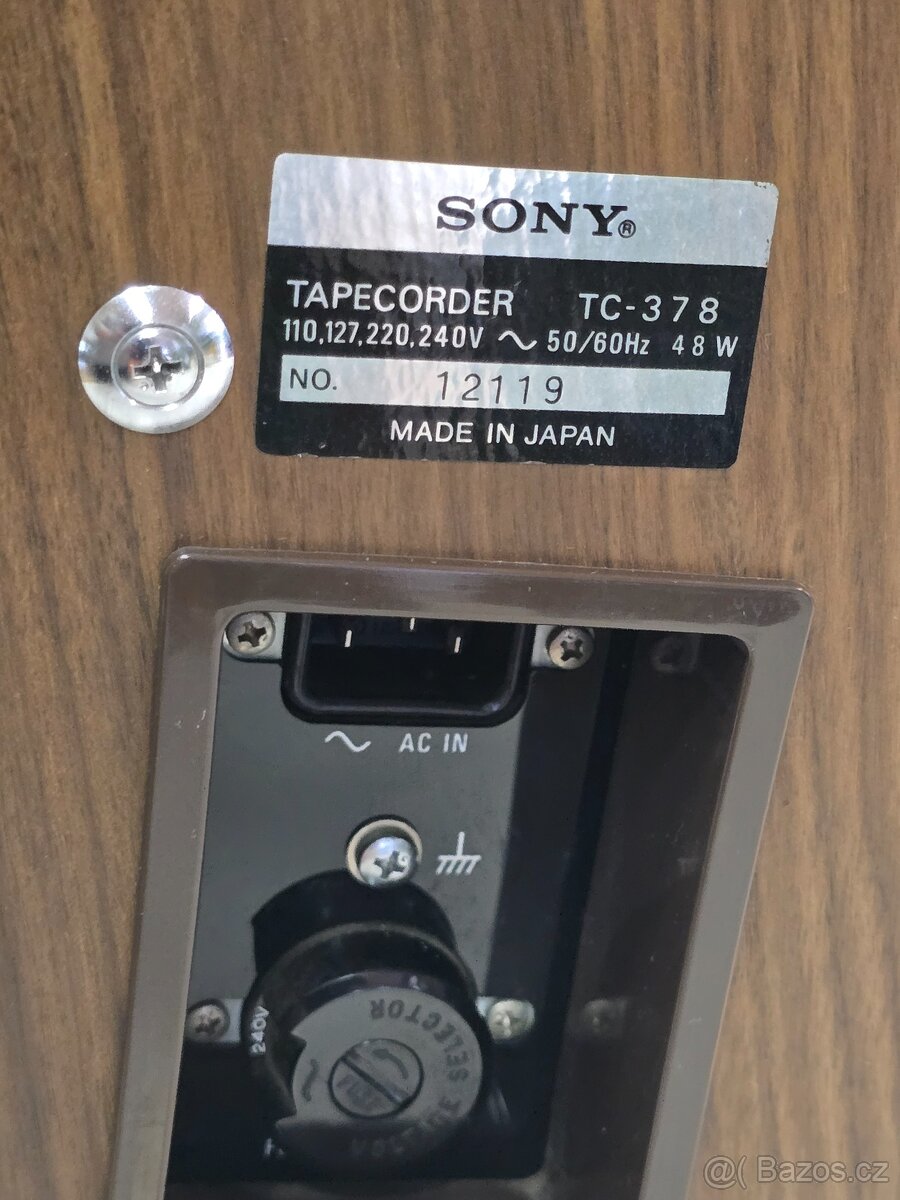 SONY®
TAPECORDER TC-378
110,127,220,240V ~ 50/60Hz 48W
NO. 12119
MADE IN JAPAN
~ AC IN
240V
VOLTAGE SELECTOR
@( Bazos.cz